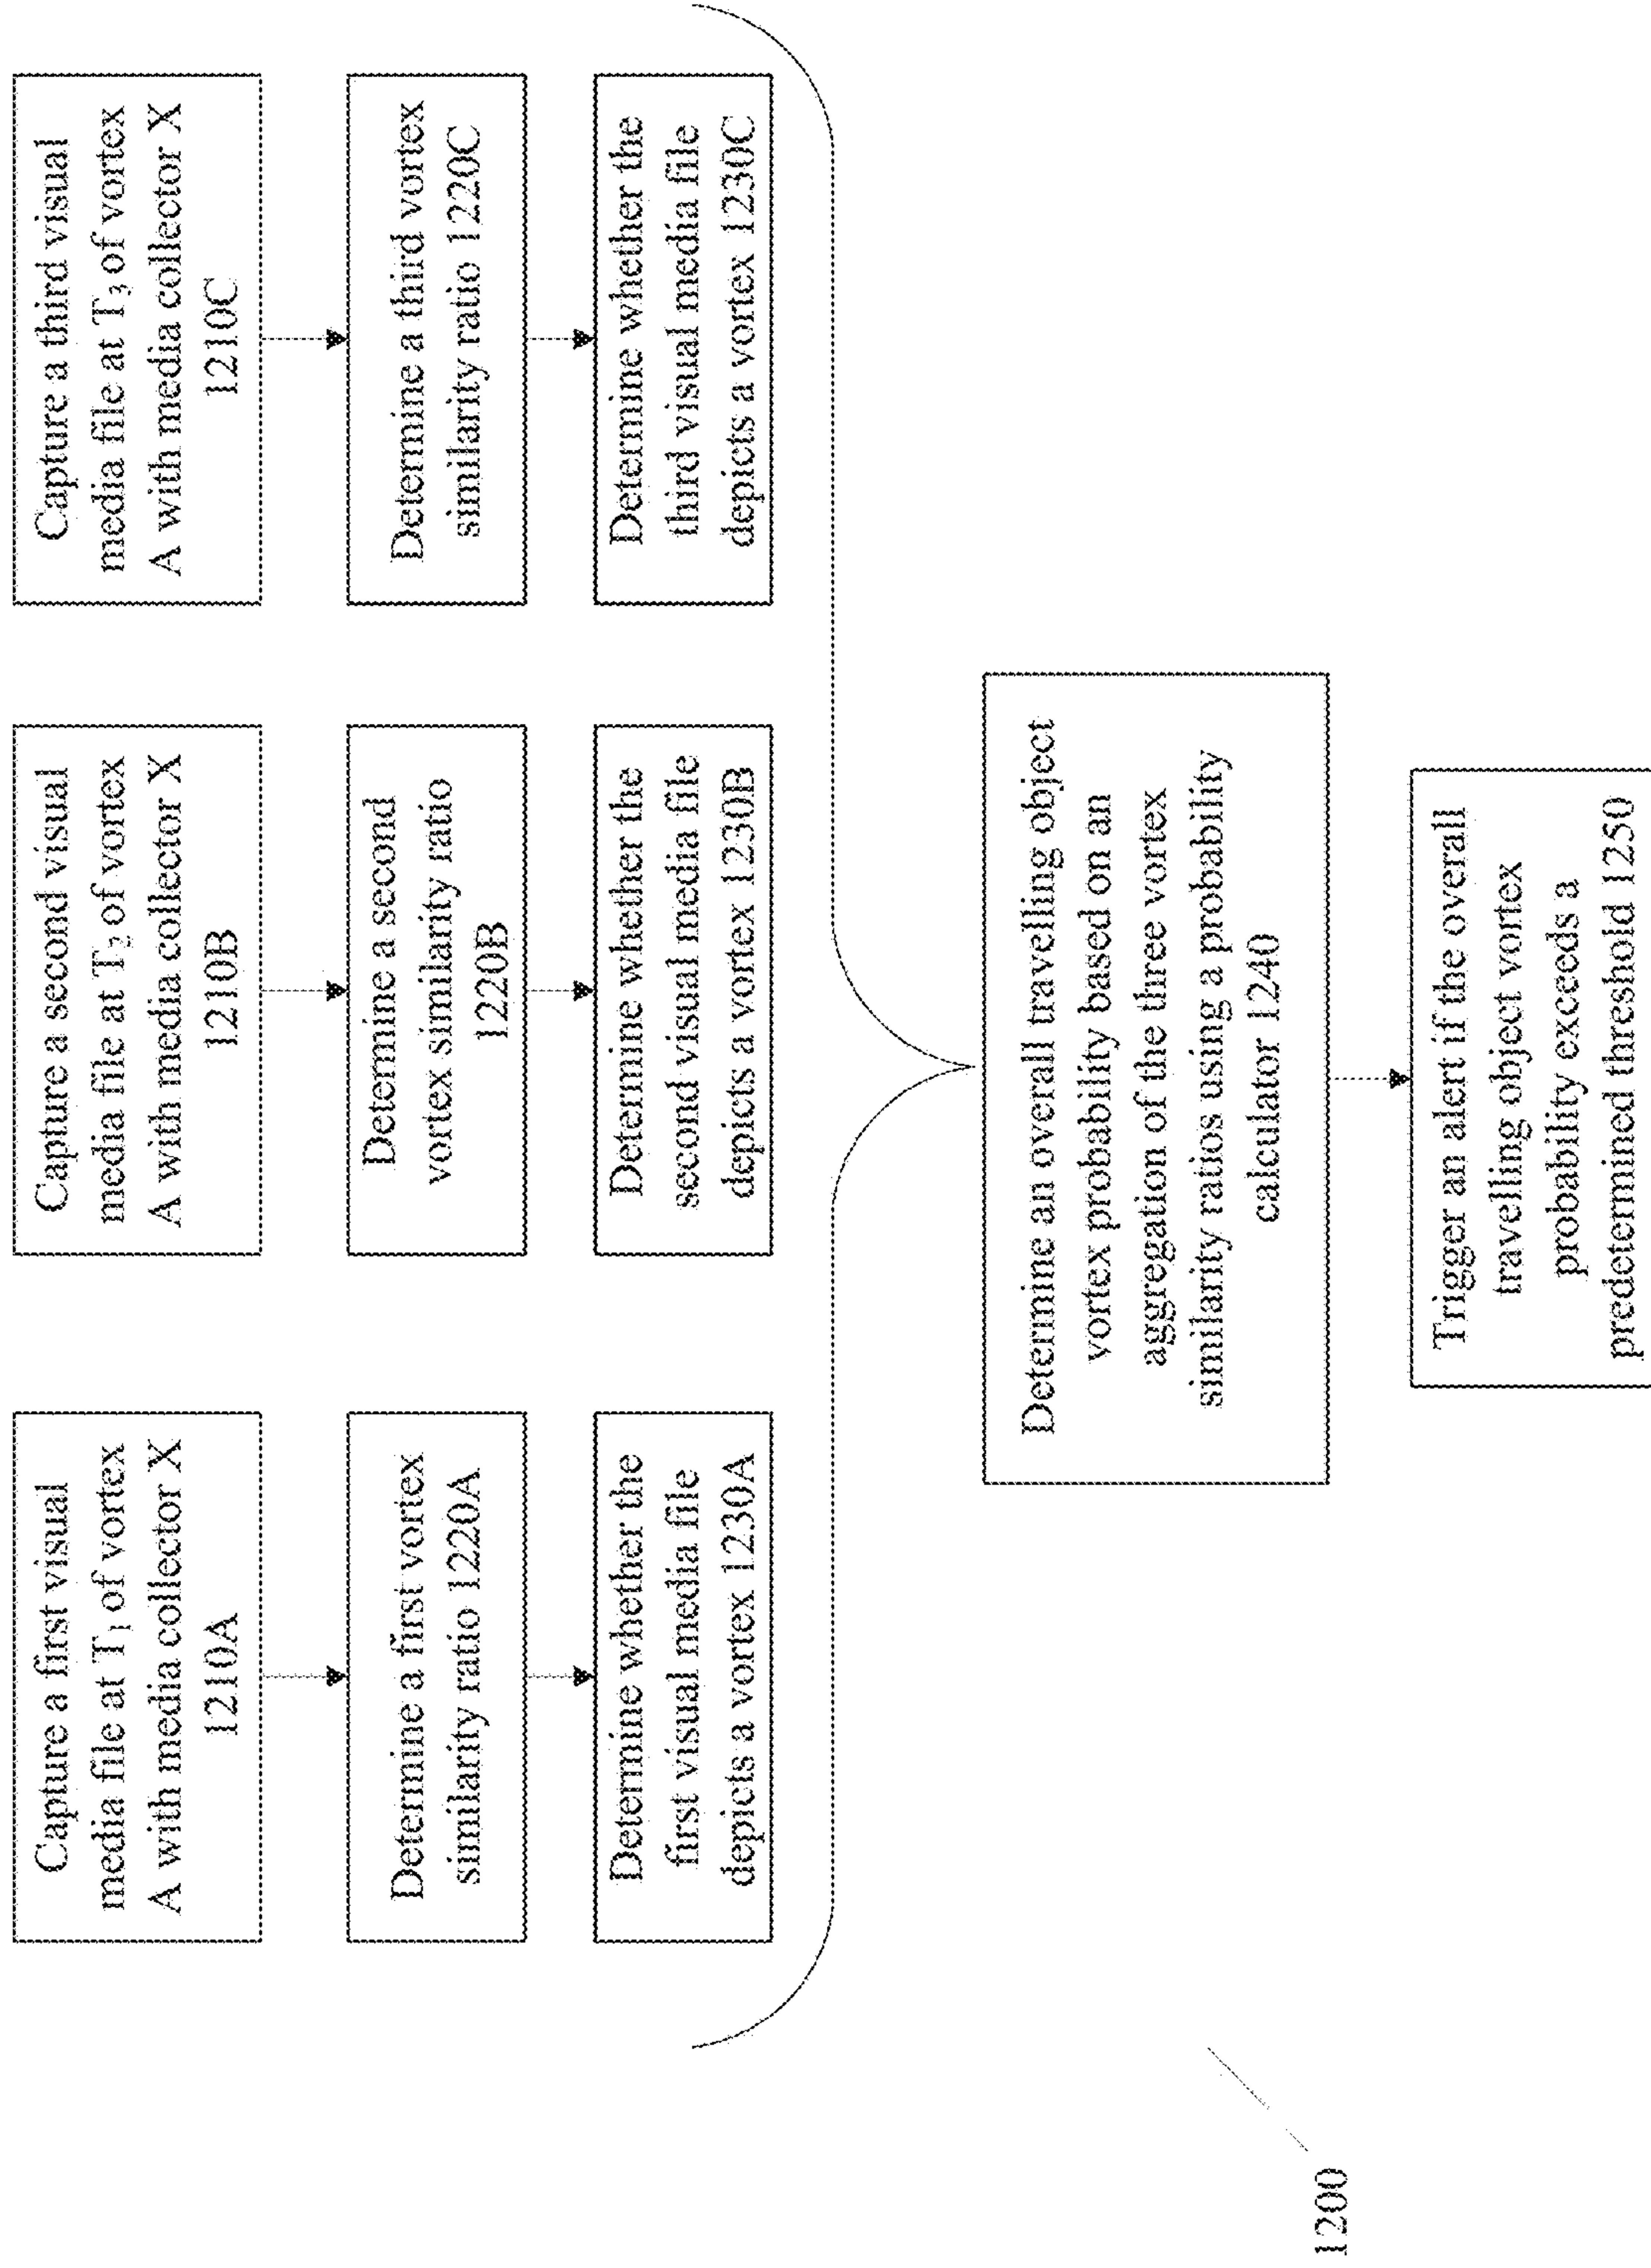 Capture a first visual
media file at T1 of vortex
A with media collector X
1210A
Determine a first vortex
similarity ratio 1220A
Determine whether the
first visual media file
depicts a vortex 1230A
Capture a second visual
media file at T2 of vortex
A with media collector X
1210B
Determine a second
vortex similarity ratio
1220B
Determine whether the
second visual media file
depicts a vortex 1230B
Capture a third visual
media file at T3 of vortex
A with media collector X
1210C
Determine a third vortex
similarity ratio 1220C
Determine whether the
third visual media file
depicts a vortex 1230C
Determine an overall travelling object
vortex probability based on an
aggregation of the three vortex
similarity ratios using a probability
calculator 1240
Trigger an alert if the overall
travelling object vortex
probability exceeds a
predetermined threshold 1250
1200